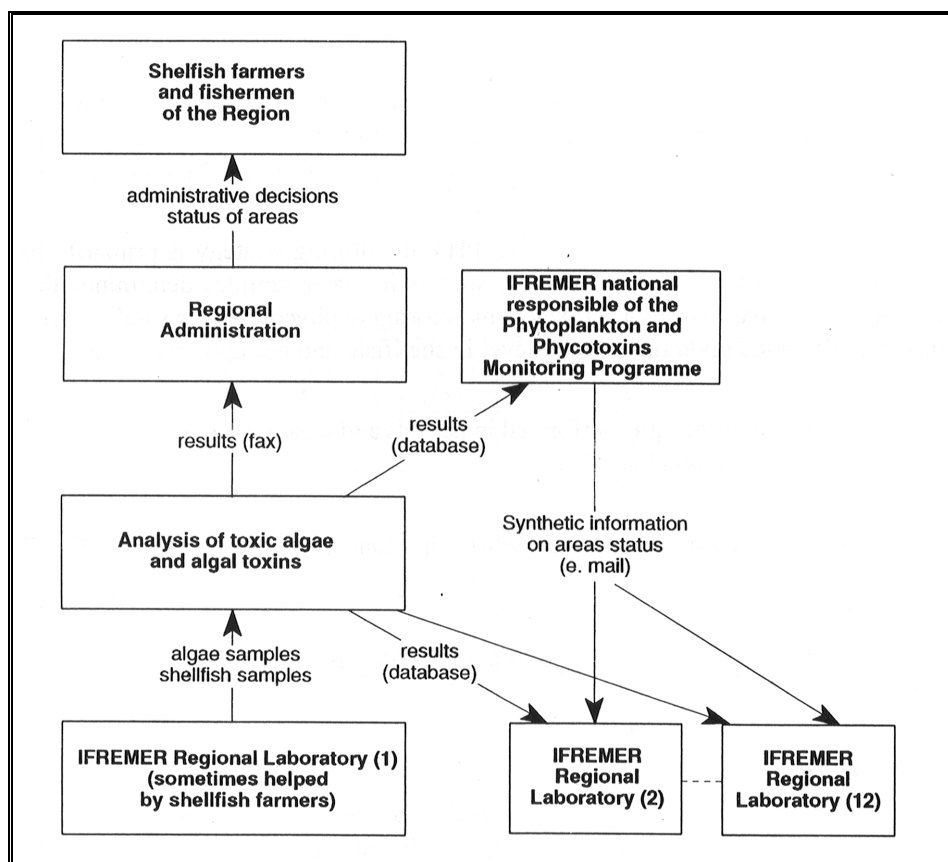 Shelfish farmers
and fishermen
of the Region
administrative decisions
status of areas
Regional
Administration
IFREMER national
responsible of the
Phytoplankton and
Phycotoxins
Monitoring Programme
results (fax)
results
(database)
Analysis of toxic algae
and algal toxins
Synthetic information
on areas status
(e. mail)
algae samples
shellfish samples
results
(database)
IFREMER Regional Laboratory (1)
(sometimes helped
by shellfish farmers)
IFREMER
Regional
Laboratory (2)
IFREMER
Regional
Laboratory (12)